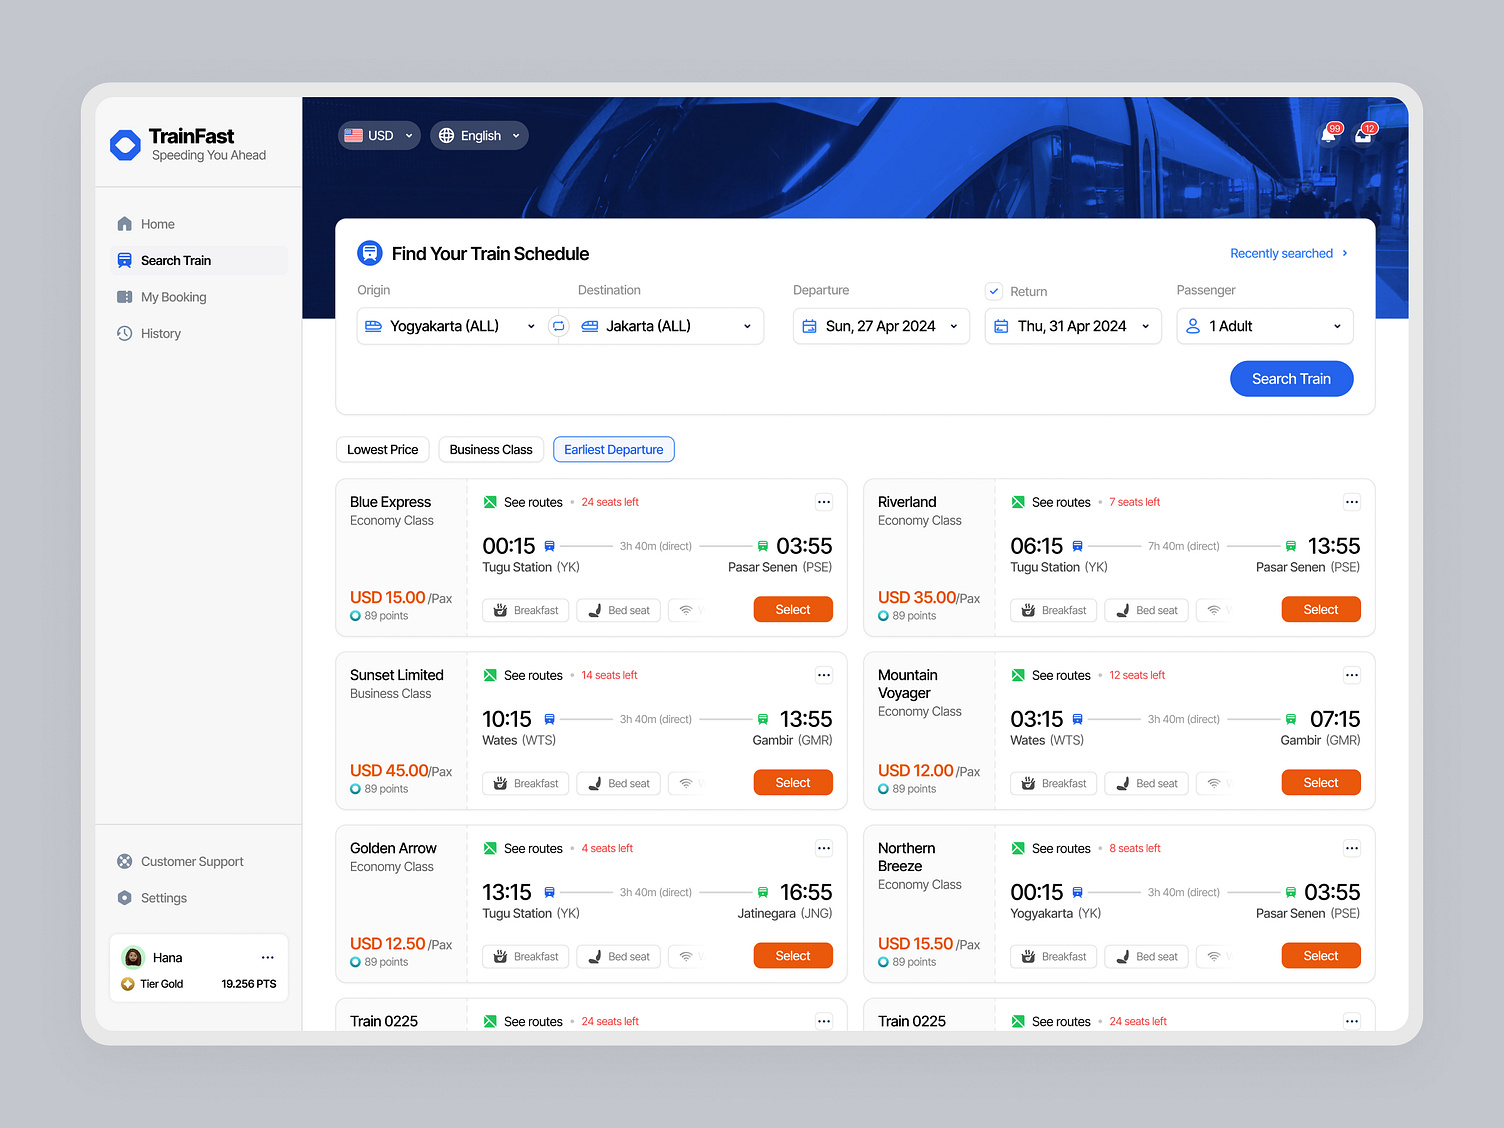 TrainFast
Speeding You Ahead
Home
Search Train
My Booking
History
Customer Support
Settings
Hana
Tier Gold 19.256 PTS
USD English 99 12
Find Your Train Schedule Recently searched
Origin Destination Departure Return Passenger
Yogyakarta (ALL) Jakarta (ALL) Sun, 27 Apr 2024 Thu, 31 Apr 2024 1 Adult
Search Train
Lowest Price Business Class Earliest Departure
Blue Express
Economy Class
USD 15.00 /Pax
89 points
See routes • 24 seats left
00:15 3h 40m (direct) 03:55
Tugu Station (YK) Pasar Senen (PSE)
Breakfast Bed seat Select
Riverland
Economy Class
USD 35.00/Pax
89 points
See routes • 7 seats left
06:15 7h 40m (direct) 13:55
Tugu Station (YK) Pasar Senen (PSE)
Breakfast Bed seat Select
Sunset Limited
Business Class
USD 45.00/Pax
89 points
See routes • 14 seats left
10:15 3h 40m (direct) 13:55
Wates (WTS) Gambir (GMR)
Breakfast Bed seat Select
Mountain
Voyager
Economy Class
USD 12.00 /Pax
89 points
See routes • 12 seats left
03:15 3h 40m (direct) 07:15
Wates (WTS) Gambir (GMR)
Breakfast Bed seat Select
Golden Arrow
Economy Class
USD 12.50 /Pax
89 points
See routes • 4 seats left
13:15 3h 40m (direct) 16:55
Tugu Station (YK) Jatinegara (JNG)
Breakfast Bed seat Select
Northern
Breeze
Economy Class
USD 15.50 /Pax
89 points
See routes • 8 seats left
00:15 3h 40m (direct) 03:55
Yogyakarta (YK) Pasar Senen (PSE)
Breakfast Bed seat Select
Train 0225
See routes • 24 seats left
Train 0225
See routes • 24 seats left